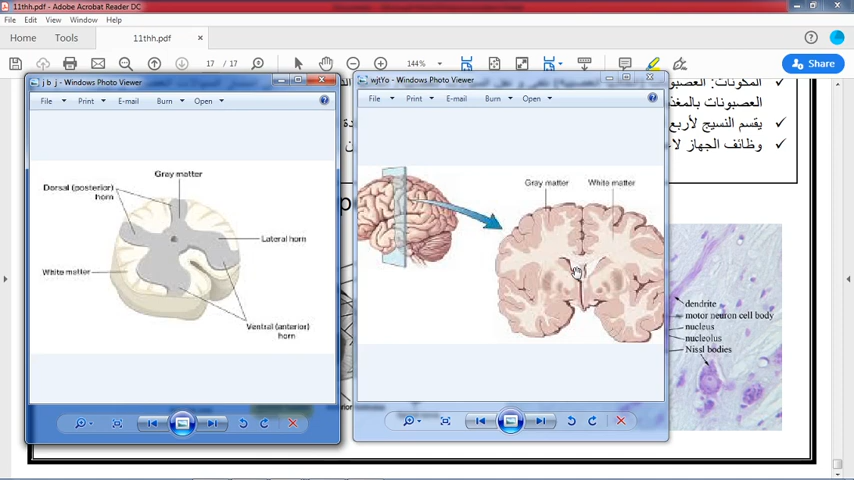 11thh.pdf - Adobe Acrobat Reader DC
File Edit View Window Help
Home Tools 11thh.pdf ×
17 / 17 144% Share
العصبونات بالمغذ
يقسم النسيج لأربع
وظائف الجهاز لا
j b j - Windows Photo Viewer
File Print E-mail Burn Open
Gray matter
Dorsal (posterior)
horn
Lateral horn
White matter
Ventral (anterior)
horn
wjtYo - Windows Photo Viewer
File Print E-mail Burn Open
Gray matter White matter
dendrite
motor neuron cell body
nucleus
nucleolus
Nissl bodies